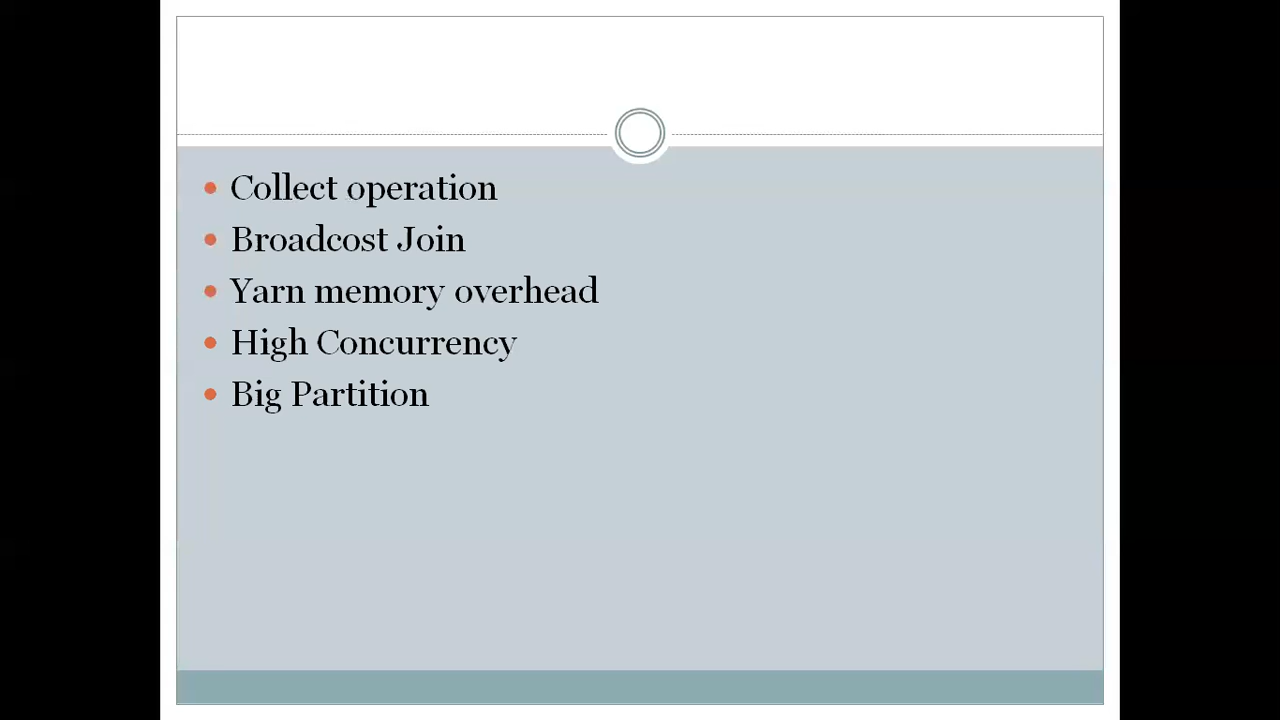 Collect operation
Broadcost Join
Yarn memory overhead
High Concurrency
Big Partition